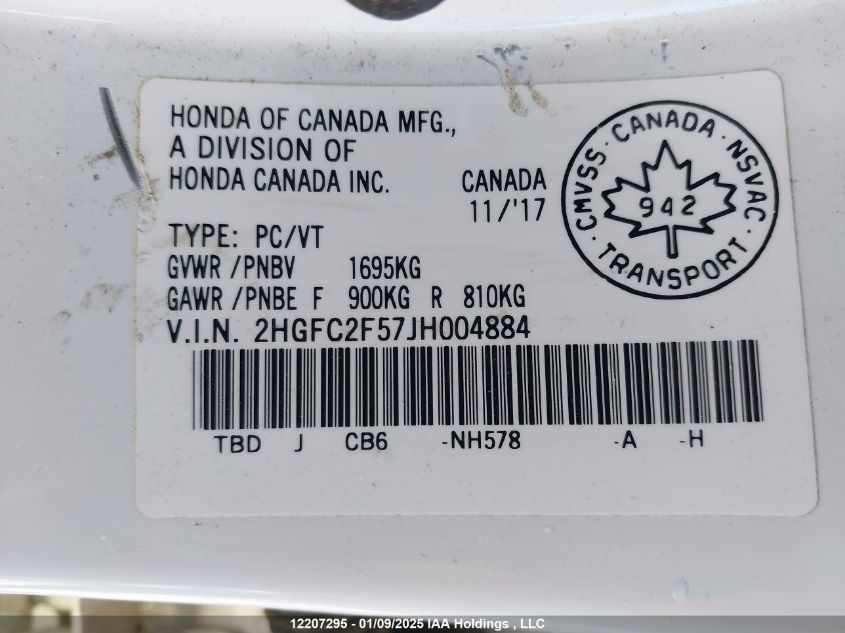 HONDA OF CANADA MFG.,
A DIVISION OF
HONDA CANADA INC.
CANADA
11/'17
TYPE: PC/VT
GVWR /PNBV 1695KG
GAWR /PNBE F 900KG R 810KG
V.I.N. 2HGFC2F57JH004884
TBD J CB6 -NH578 -A -H
CMVSS · CANADA · NSVAC · TRANSPORT ·
942
12207295 - 01/09/2025 IAA Holdings , LLC